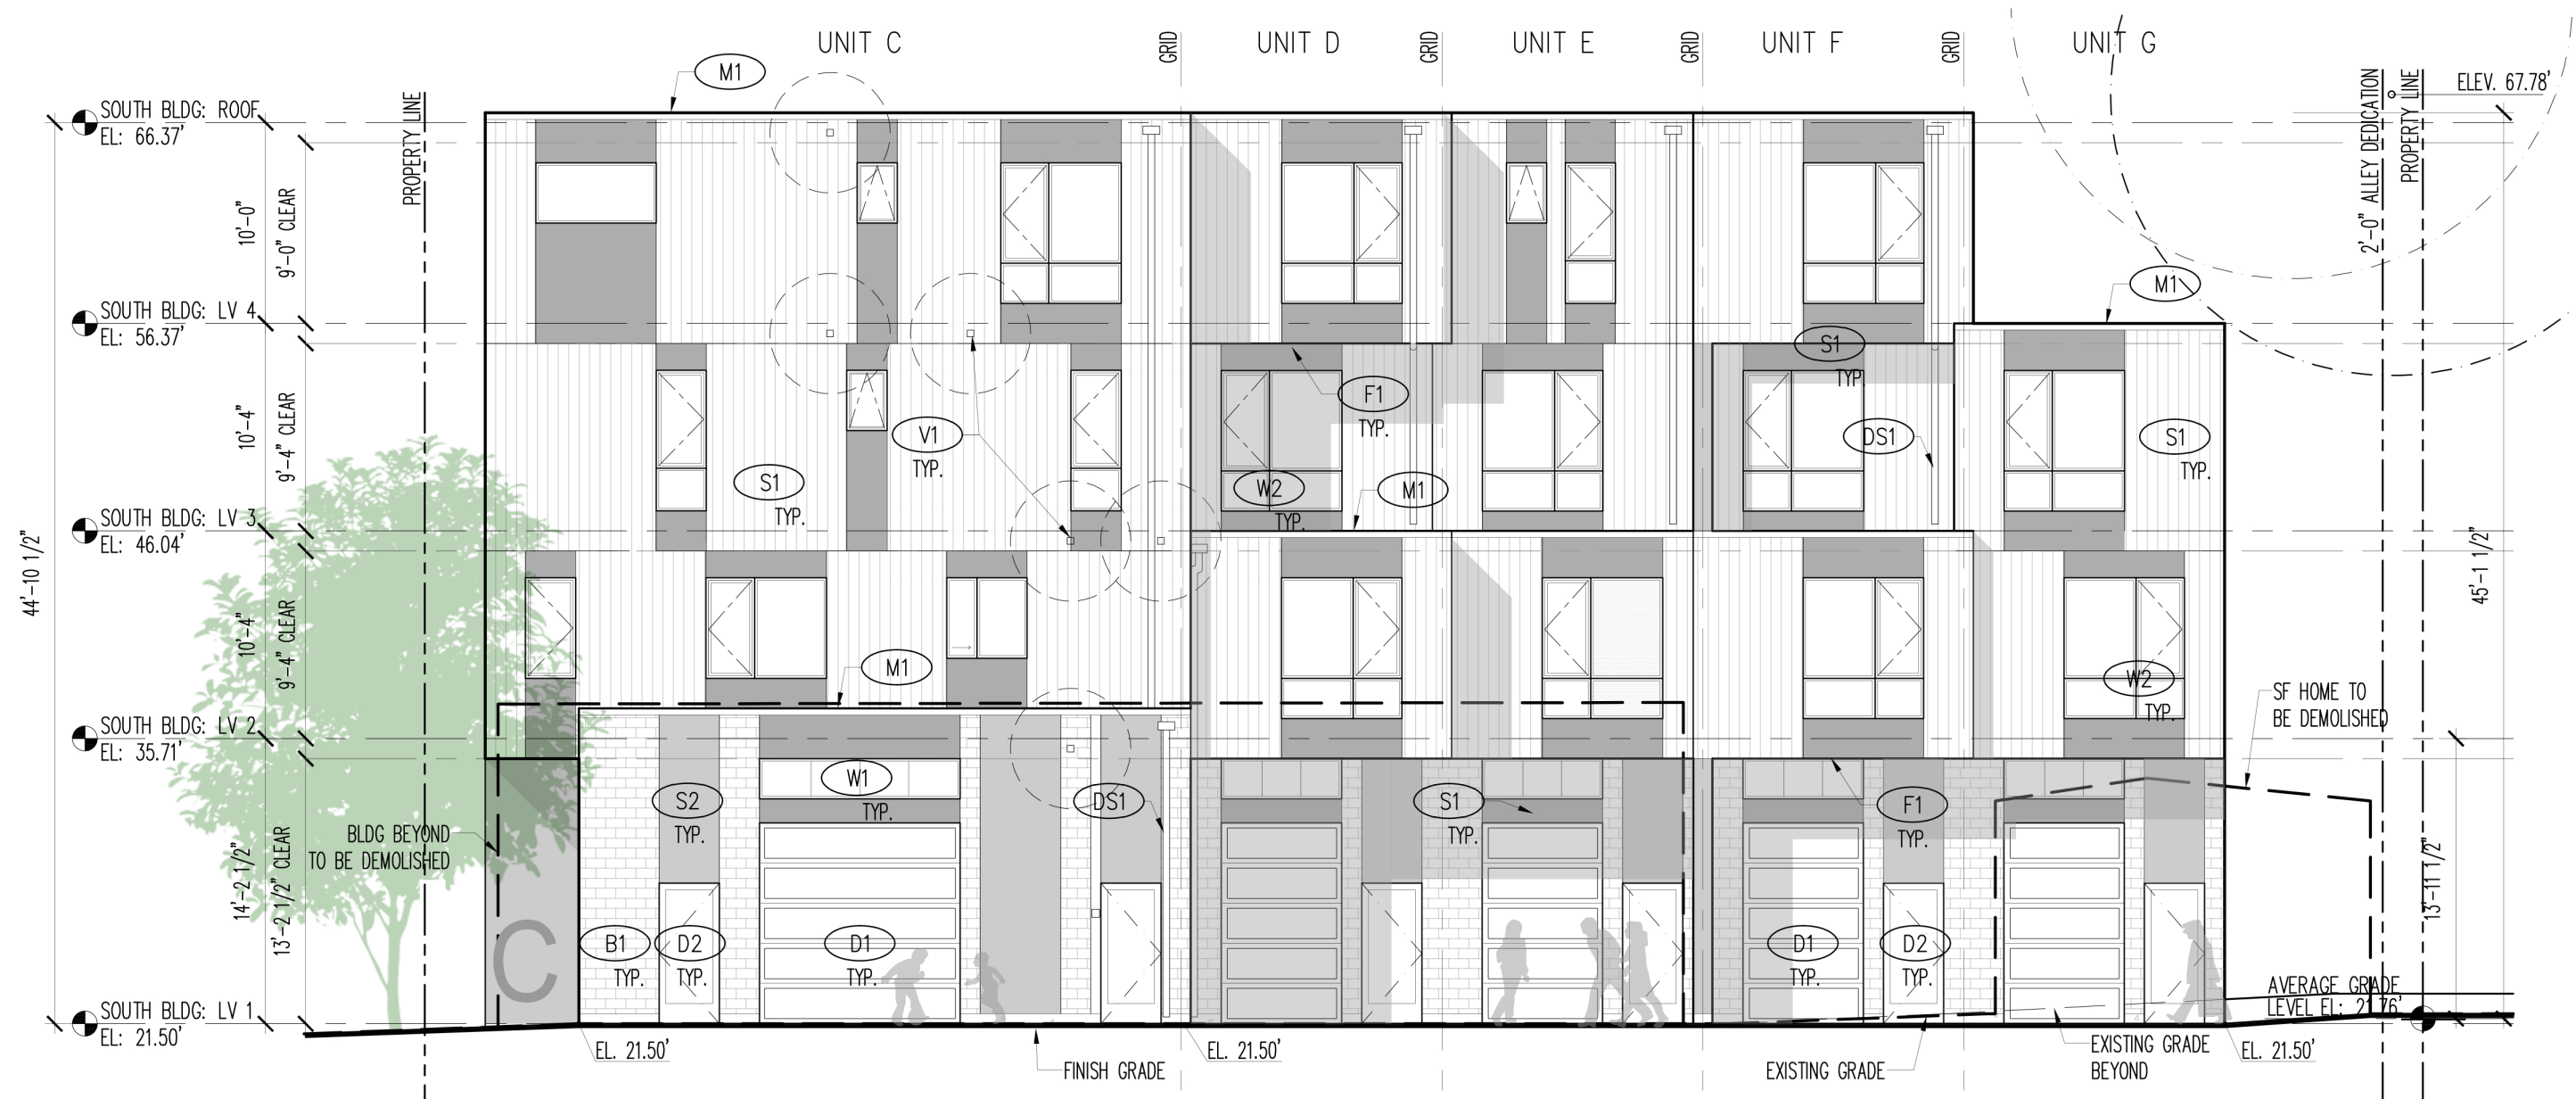 UNIT C
GRID
UNIT D
GRID
UNIT E
GRID
UNIT F
GRID
UNIT G
M1
ELEV. 67.78'
SOUTH BLDG: ROOF
EL: 66.37'
PROPERTY LINE
2'-0" ALLEY DEDICATION
PROPERTY LINE
10'-0"
9'-0" CLEAR
M1
SOUTH BLDG: LV 4
EL: 56.37'
S1
TYP.
F1
TYP.
10'-4"
9'-4" CLEAR
V1
TYP.
DS1
S1
TYP.
S1
TYP.
W2
TYP.
M1
SOUTH BLDG: LV 3
EL: 46.04'
44'-10 1/2"
45'-1 1/2"
10'-4"
9'-4" CLEAR
M1
W2
TYP.
SF HOME TO
BE DEMOLISHED
SOUTH BLDG: LV 2
EL: 35.71'
W1
TYP.
S2
TYP.
DS1
S1
TYP.
F1
TYP.
BLDG BEYOND
TO BE DEMOLISHED
14'-2 1/2"
13'-2 1/2" CLEAR
13'-11 1/2"
C
B1
TYP.
D2
TYP.
D1
TYP.
D1
TYP.
D2
TYP.
AVERAGE GRADE
LEVEL EL: 21.76'
SOUTH BLDG: LV 1
EL: 21.50'
EL. 21.50'
EL. 21.50'
EL. 21.50'
FINISH GRADE
EXISTING GRADE
EXISTING GRADE
BEYOND